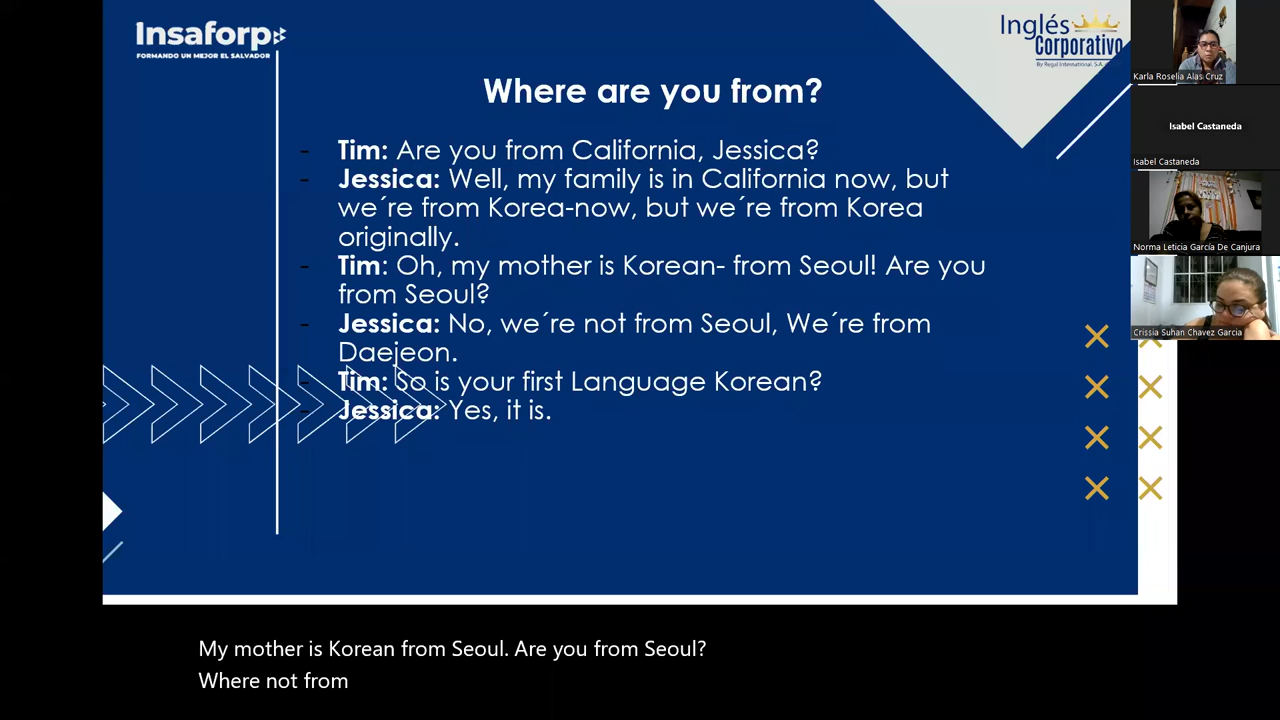 Insaforp
FORMANDO UN MEJOR EL SALVADOR
Inglés
Corporativo
By Regal International, S.A.
Where are you from?
- Tim: Are you from California, Jessica?
- Jessica: Well, my family is in California now, but
we´re from Korea-now, but we´re from Korea
originally.
- Tim: Oh, my mother is Korean- from Seoul! Are you
from Seoul?
- Jessica: No, we´re not from Seoul, We´re from
Daejeon.
- Tim: So is your first Language Korean?
- Jessica: Yes, it is.
Karla Roselia Alas Cruz
Isabel Castaneda
Isabel Castaneda
Norma Leticia García De Canjura
Crissia Suhan Chavez Garcia
My mother is Korean from Seoul. Are you from Seoul?
Where not from